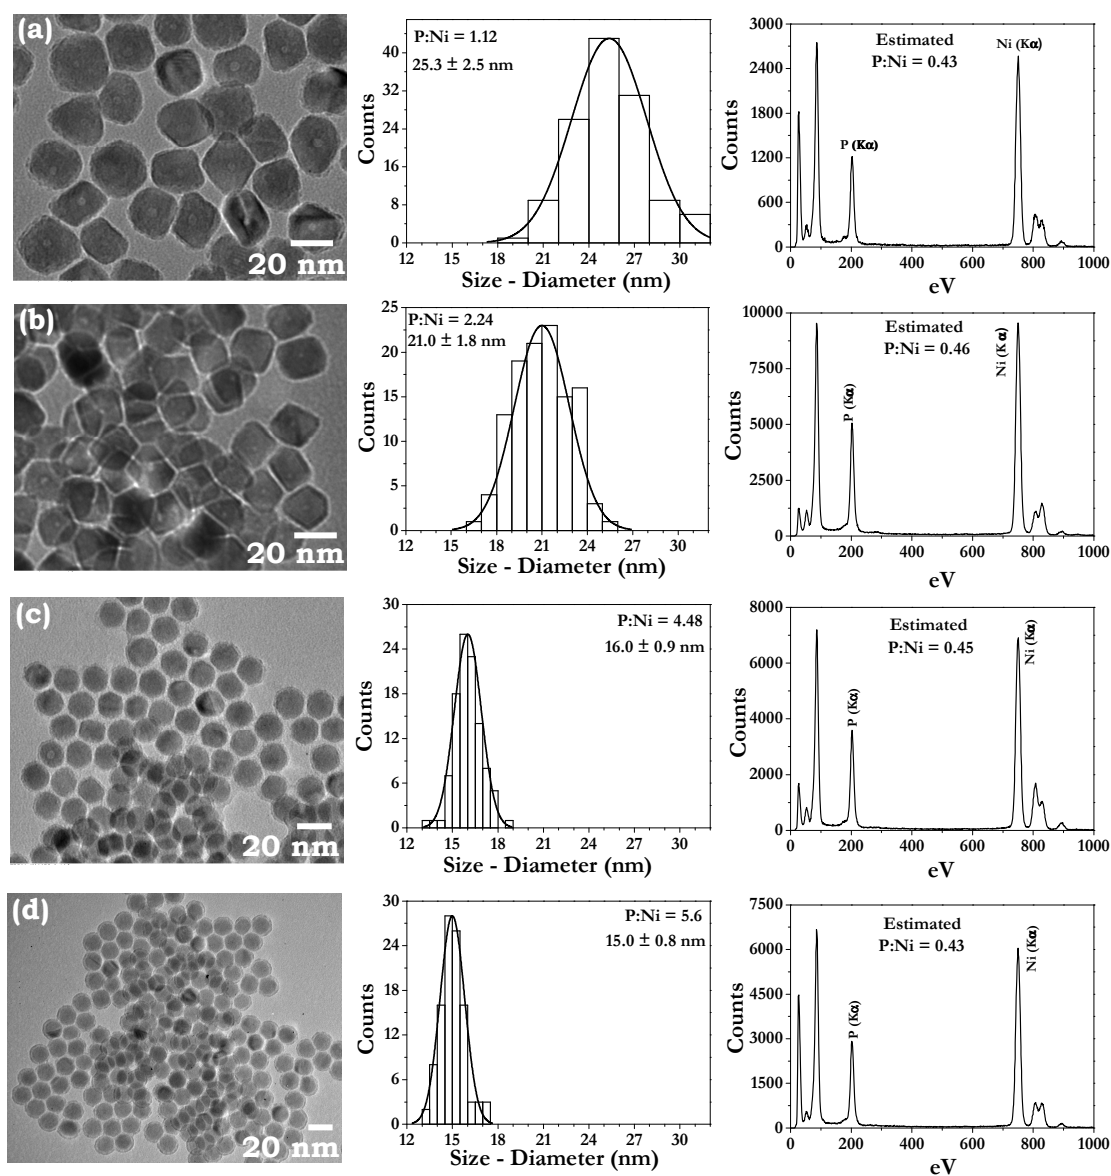 (a)
20 nm
P:Ni = 1.12
25.3 ± 2.5 nm
Counts
43
34
26
17
8
0
12 15 18 21 24 27 30
Size - Diameter (nm)
Estimated
P:Ni = 0.43
P (Kα)
Ni (Kα)
Counts
3000
2400
1800
1200
600
0
0 200 400 600 800 1000
eV
(b)
20 nm
P:Ni = 2.24
21.0 ± 1.8 nm
Counts
25
20
15
10
5
0
12 15 18 21 24 27 30
Size - Diameter (nm)
Estimated
P:Ni = 0.46
P (Kα)
Ni (Kα)
Counts
10000
7500
5000
2500
0
0 200 400 600 800 1000
eV
(c)
20 nm
P:Ni = 4.48
16.0 ± 0.9 nm
Counts
30
24
18
12
6
0
12 15 18 21 24 27 30
Size - Diameter (nm)
Estimated
P:Ni = 0.45
P (Kα)
Ni (Kα)
Counts
8000
6000
4000
2000
0
0 200 400 600 800 1000
eV
(d)
20 nm
P:Ni = 5.6
15.0 ± 0.8 nm
Counts
30
24
18
12
6
0
12 15 18 21 24 27 30
Size - Diameter (nm)
Estimated
P:Ni = 0.43
P (Kα)
Ni (Kα)
Counts
7500
6000
4500
3000
1500
0
0 200 400 600 800 1000
eV